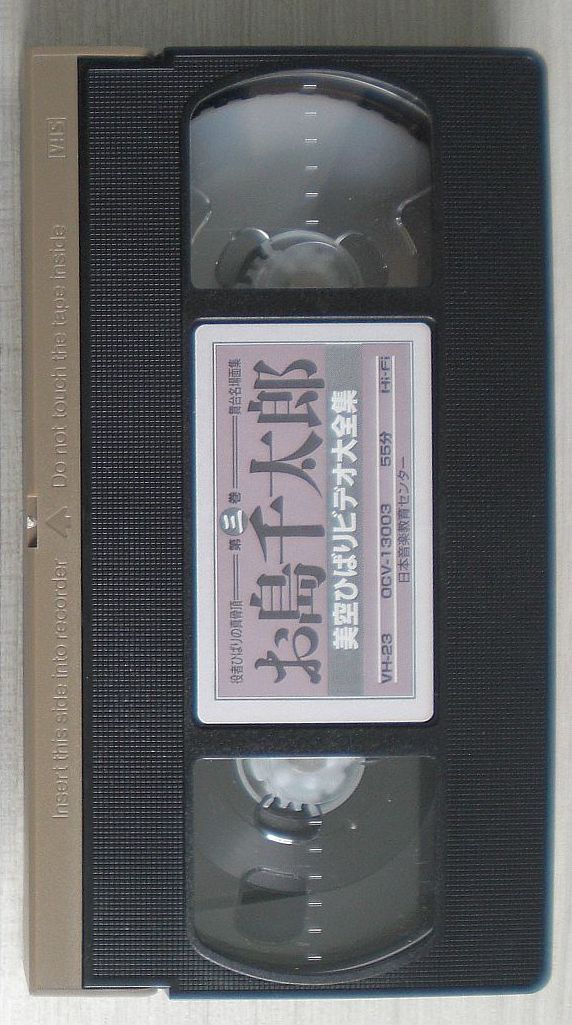 VHS
Insert this side into recorder △ Do not touch the tape inside
役者ひばりの真骨頂 第三巻 舞台名場面集
お島千太郎
美空ひばりビデオ大全集
VH-23 OCV-13003 55分 Hi-Fi
日本音楽教育センター